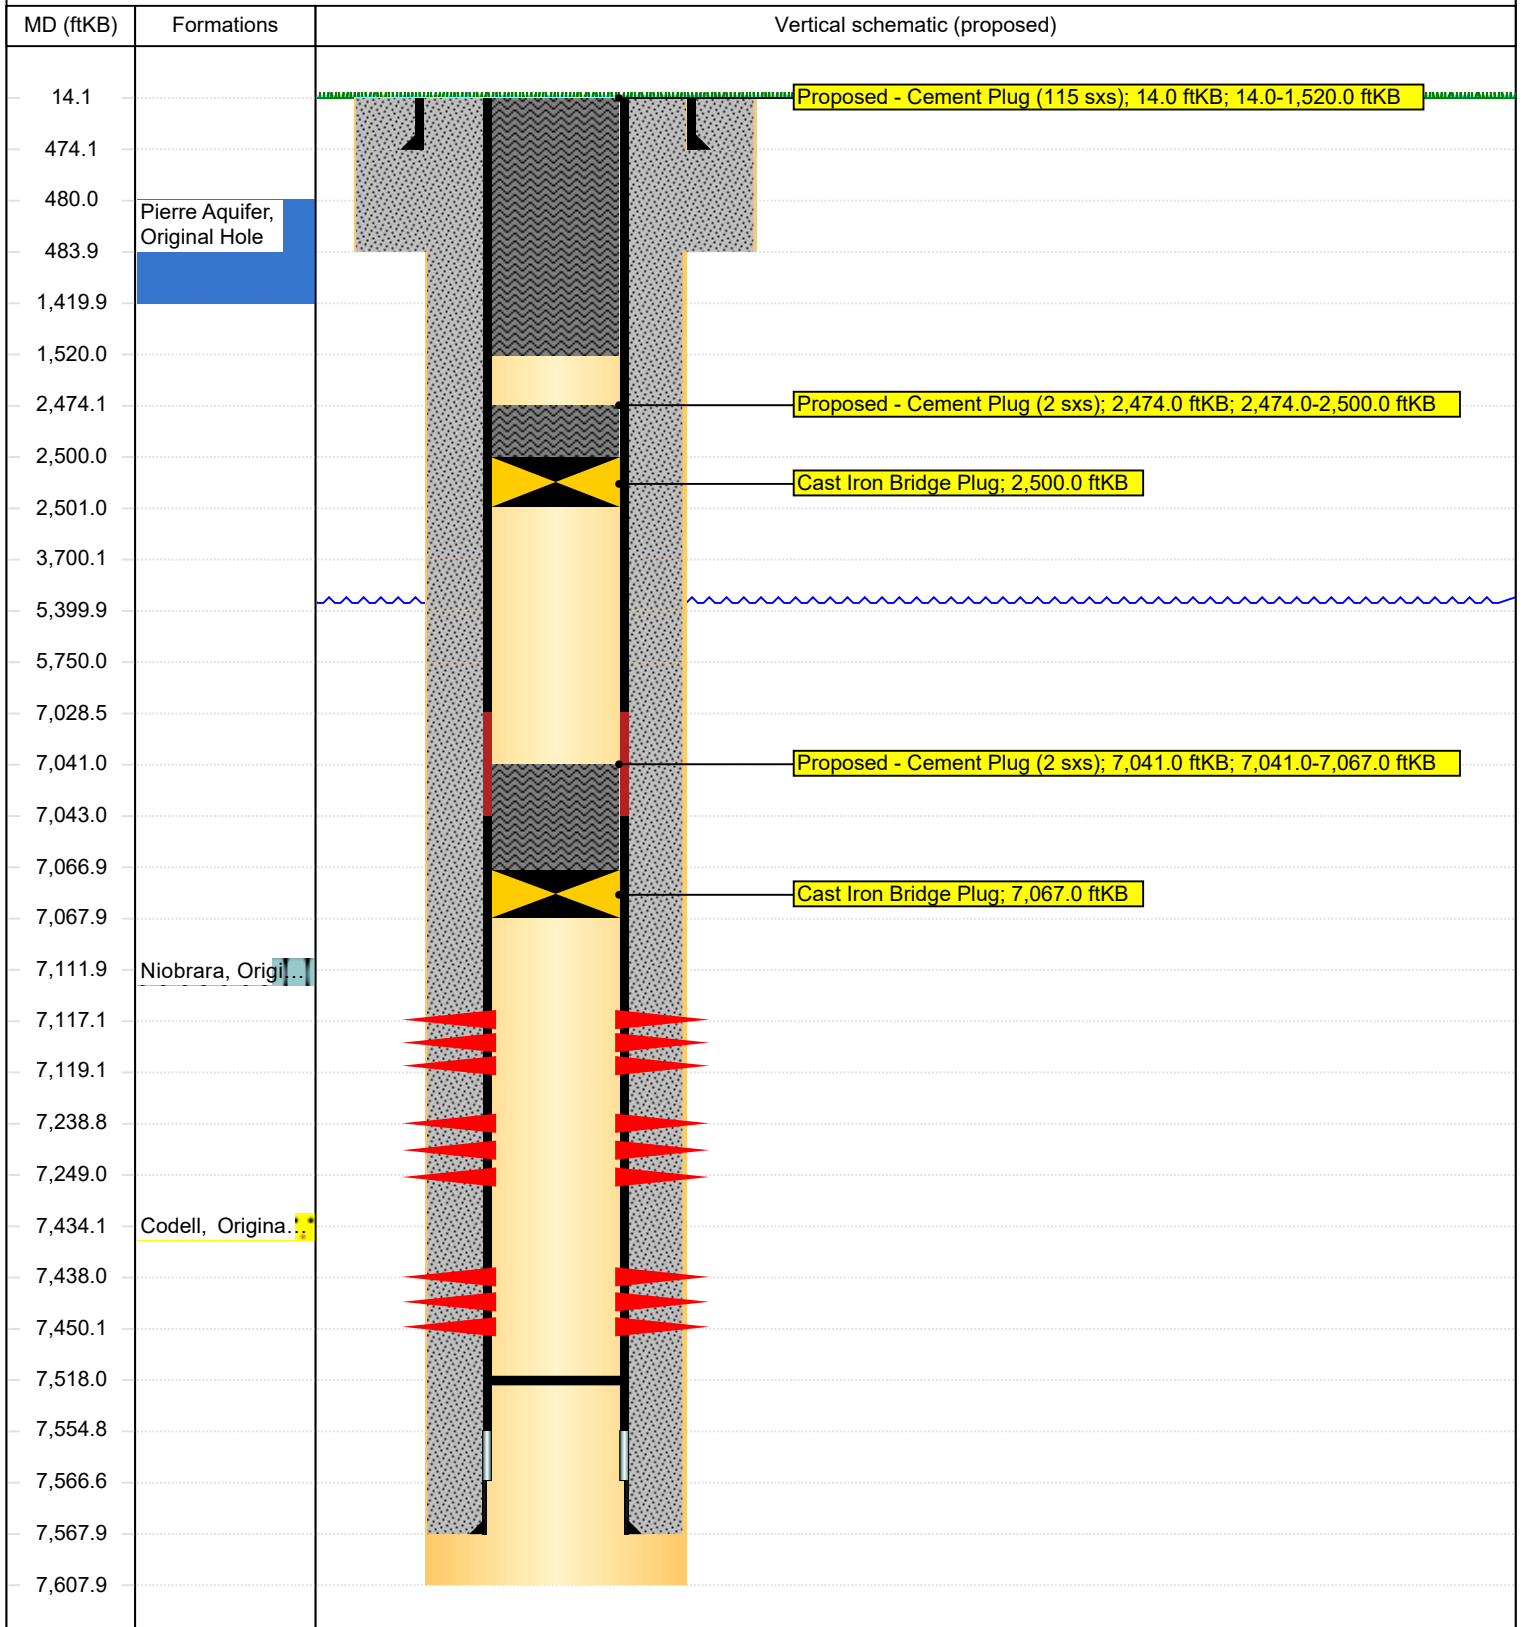 MD (ftKB) Formations Vertical schematic (proposed)
14.1 Proposed - Cement Plug (115 sxs); 14.0 ftKB; 14.0-1,520.0 ftKB
474.1
480.0
Pierre Aquifer,
Original Hole
483.9
1,419.9
1,520.0
2,474.1 Proposed - Cement Plug (2 sxs); 2,474.0 ftKB; 2,474.0-2,500.0 ftKB
2,500.0
Cast Iron Bridge Plug; 2,500.0 ftKB
2,501.0
3,700.1
5,399.9
5,750.0
7,028.5
7,041.0 Proposed - Cement Plug (2 sxs); 7,041.0 ftKB; 7,041.0-7,067.0 ftKB
7,043.0
7,066.9
Cast Iron Bridge Plug; 7,067.0 ftKB
7,067.9
7,111.9 Niobrara, Origi...
7,117.1
7,119.1
7,238.8
7,249.0
7,434.1 Codell, Origina...
7,438.0
7,450.1
7,518.0
7,554.8
7,566.6
7,567.9
7,607.9